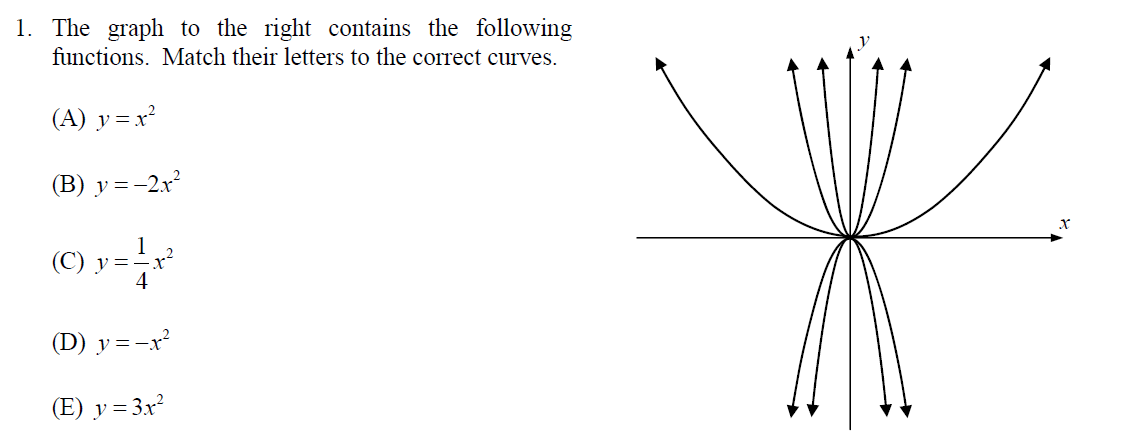 1. The graph to the right contains the following
functions. Match their letters to the correct curves.
(A) y = x²
(B) y = −2x²
(C) y = 1/4 x²
(D) y = −x²
(E) y = 3x²
y
x